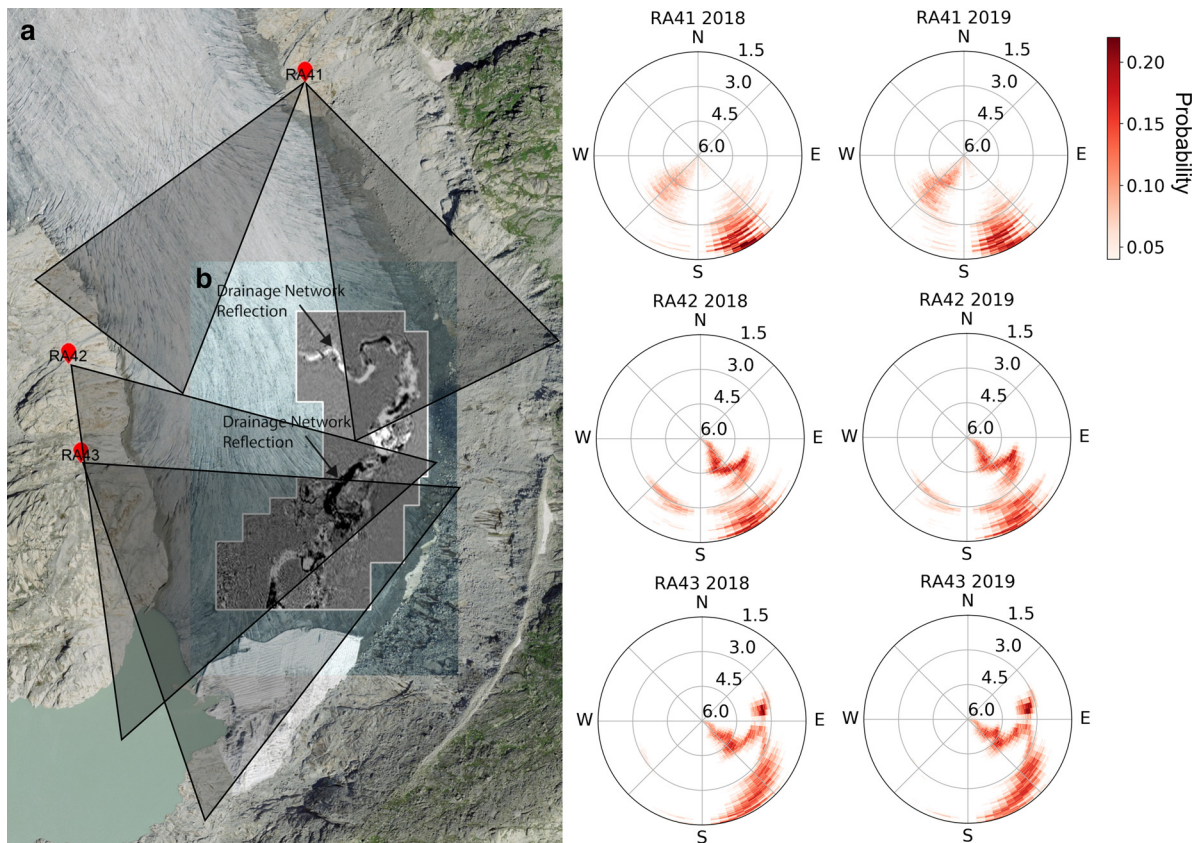 a
RA41
b
Drainage Network
Reflection
RA42
Drainage Network
Reflection
RA43
RA41 2018
N
1.5
3.0
4.5
6.0
W
E
S
RA41 2019
N
1.5
3.0
4.5
6.0
W
E
S
0.20
0.15
0.10
0.05
Probability
RA42 2018
N
1.5
3.0
4.5
6.0
W
E
S
RA42 2019
N
1.5
3.0
4.5
6.0
W
E
S
RA43 2018
N
1.5
3.0
4.5
6.0
W
E
S
RA43 2019
N
1.5
3.0
4.5
6.0
W
E
S